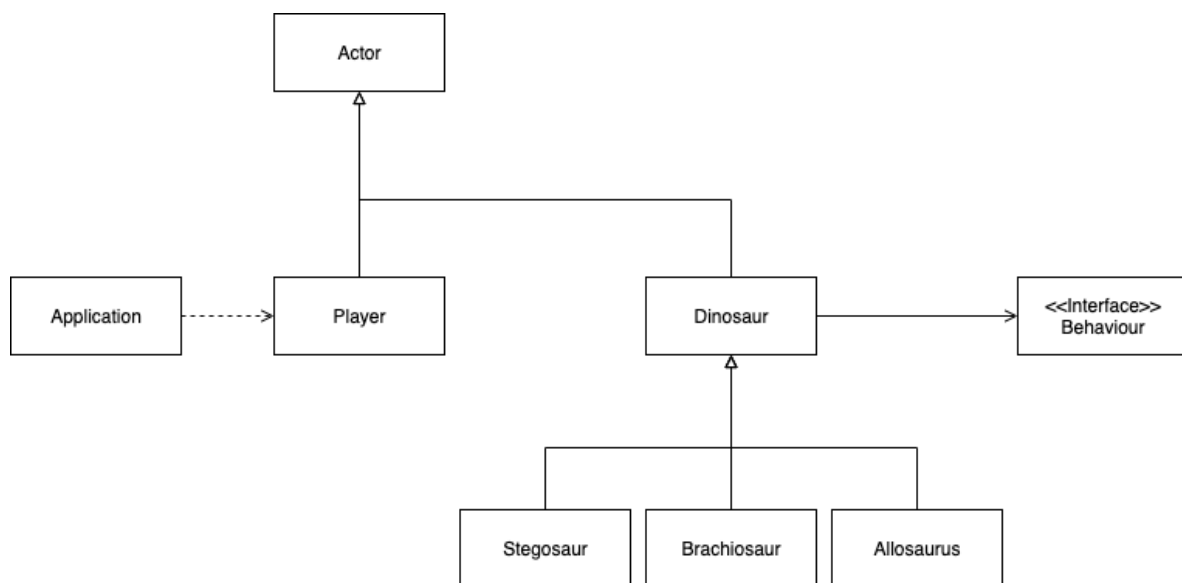 Actor
Application
Player
Dinosaur
<<Interface>>
Behaviour
Stegosaur
Brachiosaur
Allosaurus